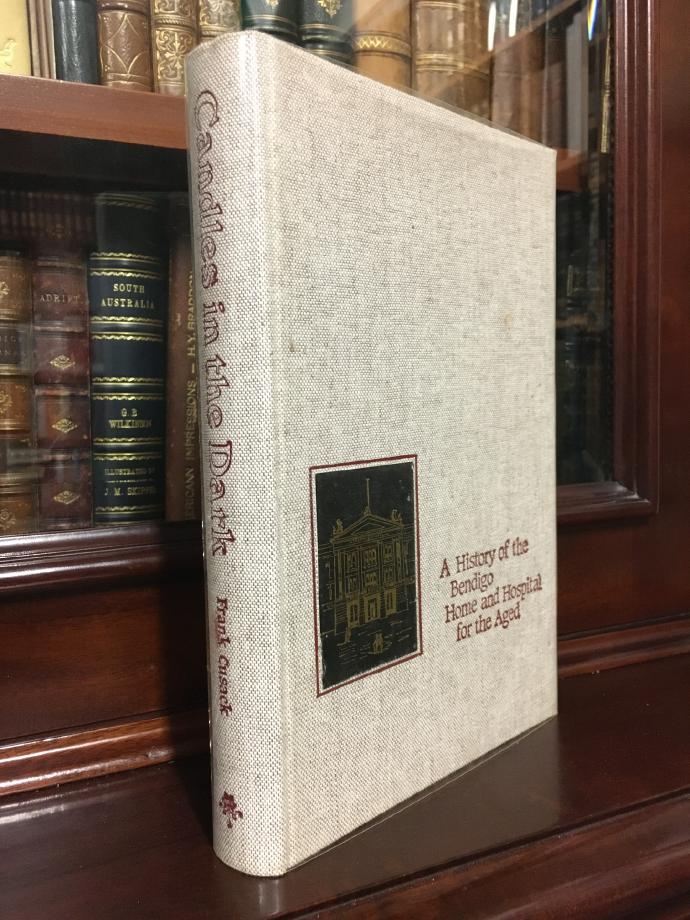 Candles in the Dark
Frank Cusack
A History of the
Bendigo
Home and Hospital
for the Aged
SOUTH
AUSTRALIA
G.B
WILKINSON
ILLUSTRATED BY
J. M. SKIPPER
ADRIFT
IMPRESSIONS — H.Y. BRADDON